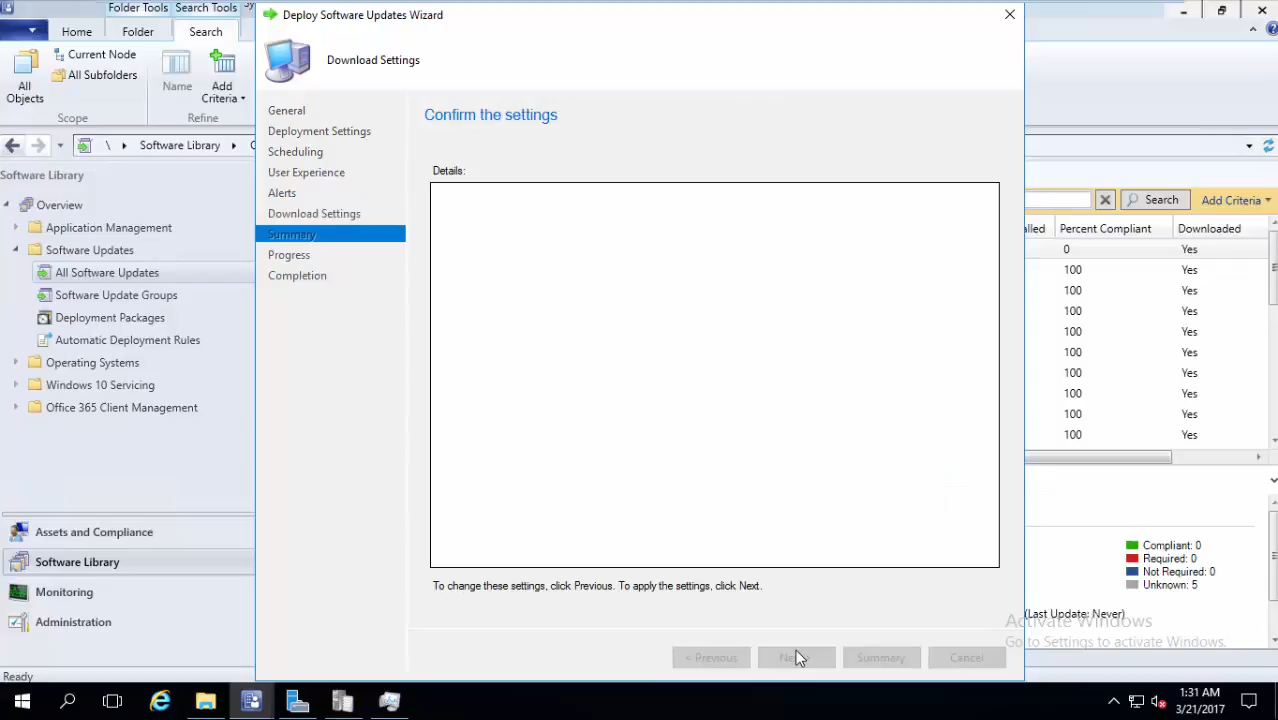 Folder Tools Search Tools
Deploy Software Updates Wizard
Home Folder Search
Download Settings
All Objects
Current Node
All Subfolders
Name
Add Criteria
Scope
Refine
\ Software Library
Software Library
Overview
Application Management
Software Updates
All Software Updates
Software Update Groups
Deployment Packages
Automatic Deployment Rules
Operating Systems
Windows 10 Servicing
Office 365 Client Management
Assets and Compliance
Software Library
Monitoring
Administration
Ready
General
Deployment Settings
Scheduling
User Experience
Alerts
Download Settings
Summary
Progress
Completion
Confirm the settings
Details:
To change these settings, click Previous. To apply the settings, click Next.
< Previous
Summary
Cancel
Search
Add Criteria
Percent Compliant Downloaded
0 Yes
100 Yes
100 Yes
100 Yes
100 Yes
100 Yes
100 Yes
100 Yes
100 Yes
100 Yes
Compliant: 0
Required: 0
Not Required: 0
Unknown: 5
(Last Update: Never)
Activate Windows
Go to Settings to activate Windows.
1:31 AM
3/21/2017